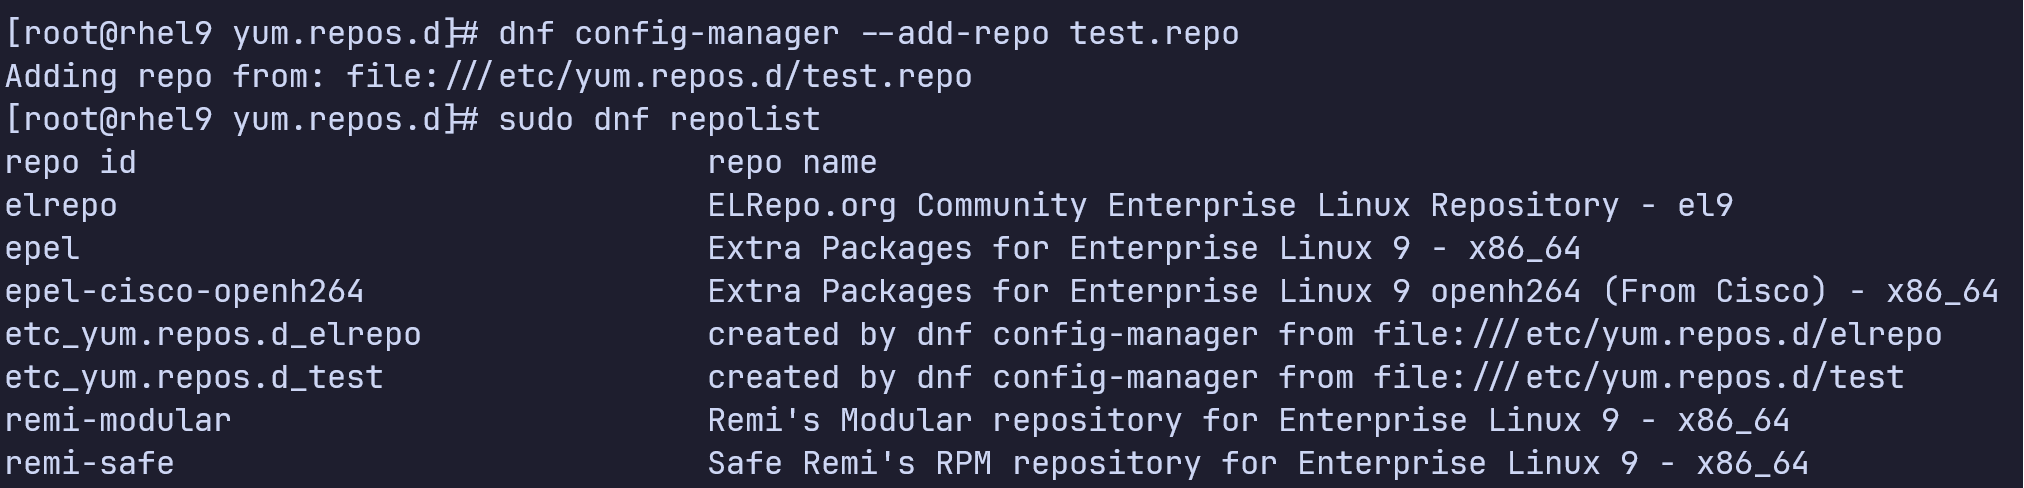 [root@rhel9 yum.repos.d]# dnf config-manager --add-repo test.repo
Adding repo from: file:///etc/yum.repos.d/test.repo
[root@rhel9 yum.repos.d]# sudo dnf repolist
repo id                              repo name
elrepo                               ELRepo.org Community Enterprise Linux Repository - el9
epel                                 Extra Packages for Enterprise Linux 9 - x86_64
epel-cisco-openh264                  Extra Packages for Enterprise Linux 9 openh264 (From Cisco) - x86_64
etc_yum.repos.d_elrepo               created by dnf config-manager from file:///etc/yum.repos.d/elrepo
etc_yum.repos.d_test                 created by dnf config-manager from file:///etc/yum.repos.d/test
remi-modular                         Remi's Modular repository for Enterprise Linux 9 - x86_64
remi-safe                            Safe Remi's RPM repository for Enterprise Linux 9 - x86_64